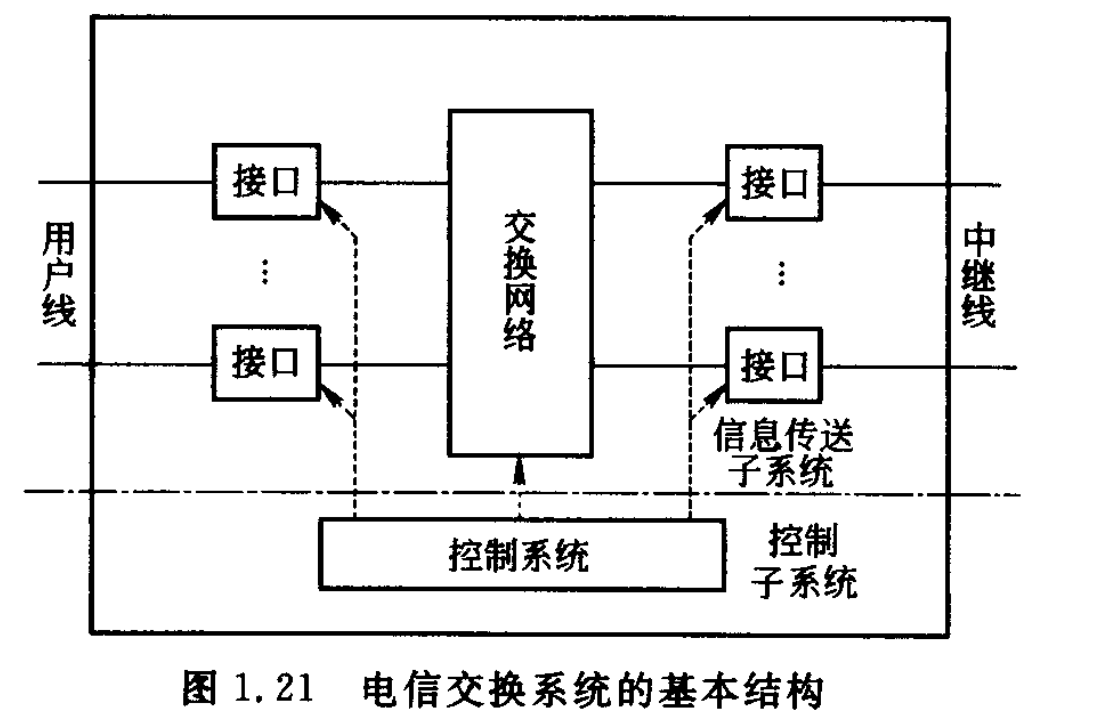 接口
接口
用户线
交换网络
中继线
接口
接口
信息传送
子系统
控制系统
控制
子系统
图 1.21 电信交换系统的基本结构